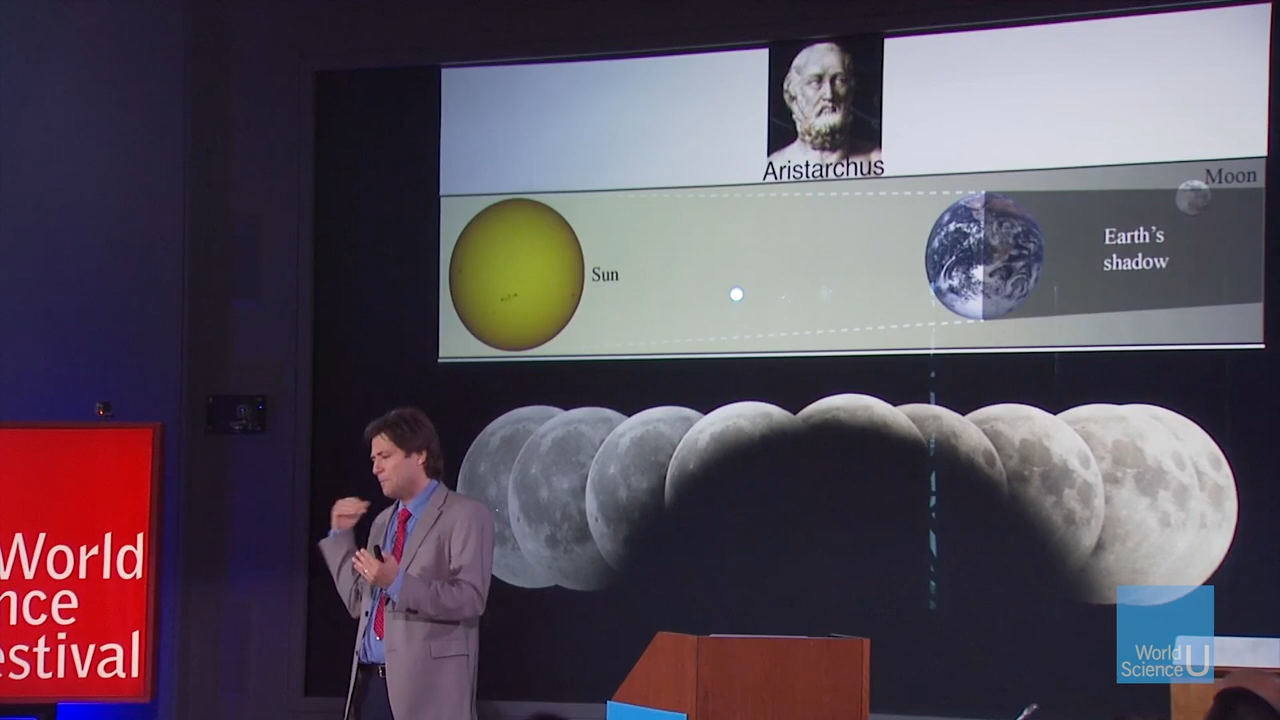 Aristarchus
Moon
Sun
Earth's
shadow
World
nce
estival
World
Science U